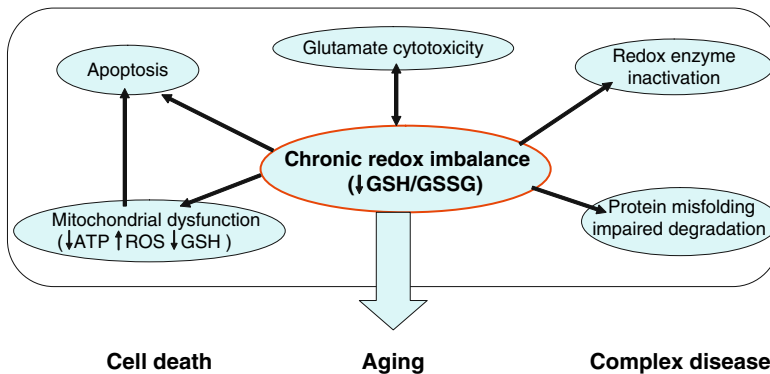 Glutamate cytotoxicity
Apoptosis
Redox enzyme
inactivation
Chronic redox imbalance
(↓GSH/GSSG)
Mitochondrial dysfunction
(↓ATP ↑ROS ↓GSH )
Protein misfolding
impaired degradation
Cell death
Aging
Complex disease